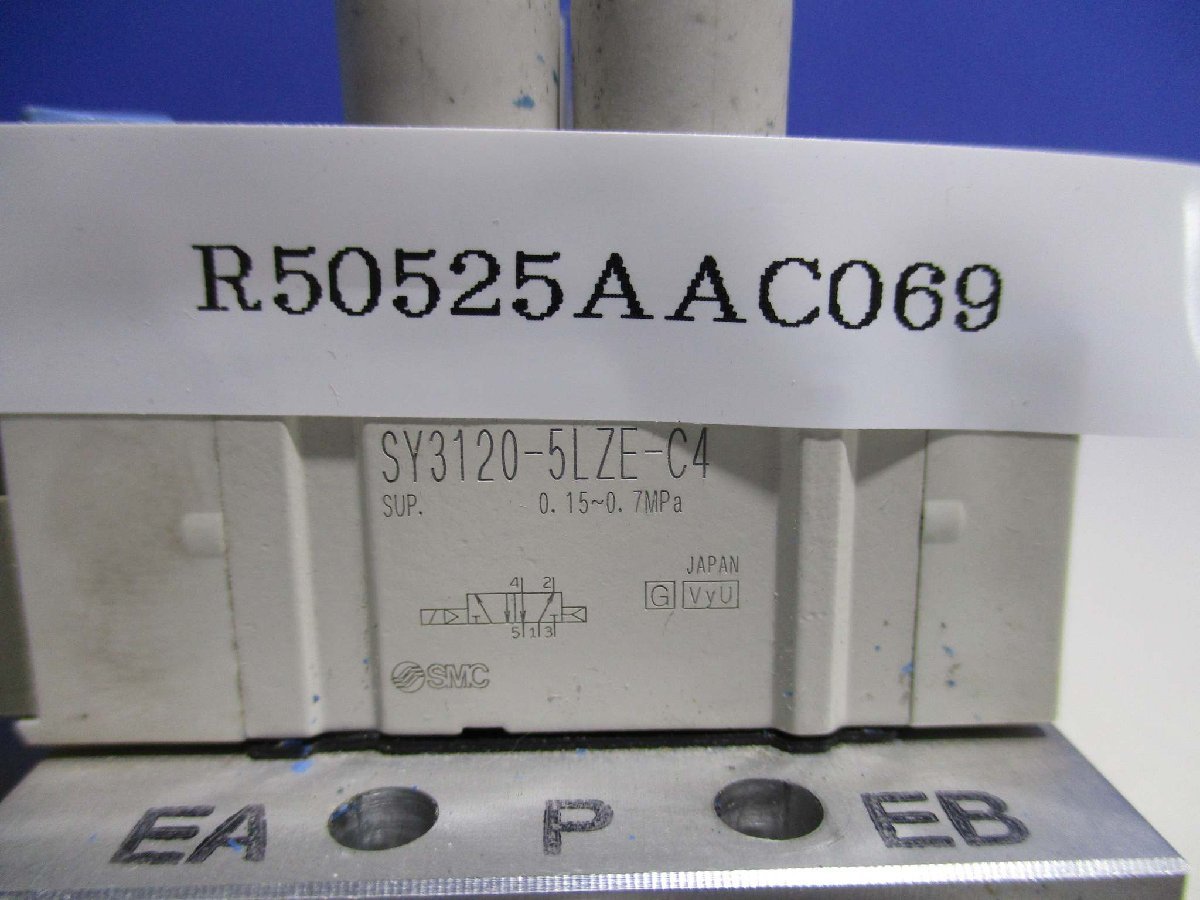 R50525AAC069
SY3120-5LZE-C4
SUP. 0.15~0.7MPa
JAPAN
G VyU
4 2
5 1 3
SMC
EA P EB